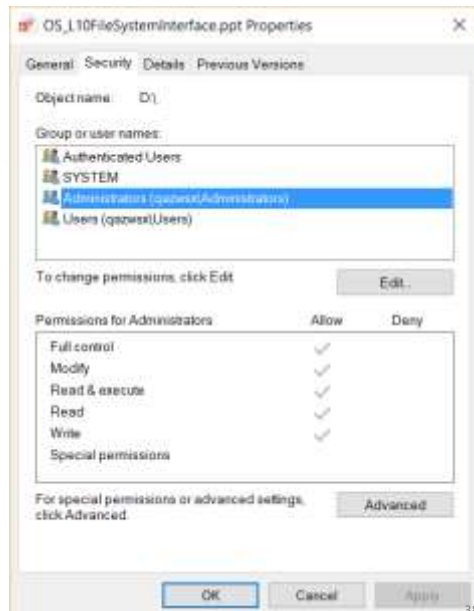 OS_L10FileSystemInterface.ppt Properties
General Security Details Previous Versions
Object name: D:\
Group or user names:
Authenticated Users
SYSTEM
Administrators (qazwsx\Administrators)
Users (qazwsx\Users)
To change permissions, click Edit.
Edit...
Permissions for Administrators Allow Deny
Full control
Modify
Read & execute
Read
Write
Special permissions
For special permissions or advanced settings,
click Advanced.
Advanced
OK Cancel Apply